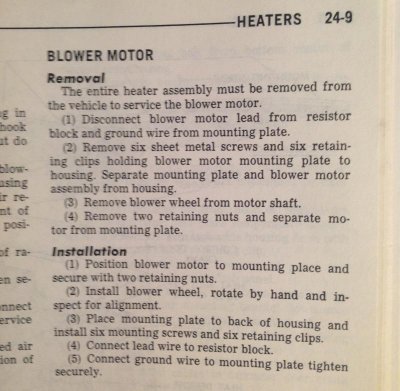 HEATERS 24-9
BLOWER MOTOR
Removal
The entire heater assembly must be removed from
the vehicle to service the blower motor.
(1) Disconnect blower motor lead from resistor
block and ground wire from mounting plate.
(2) Remove six sheet metal screws and six retain-
ing clips holding blower motor mounting plate to
housing. Separate mounting plate and blower motor
assembly from housing.
(3) Remove blower wheel from motor shaft.
(4) Remove two retaining nuts and separate mo-
tor from mounting plate.
Installation
(1) Position blower motor to mounting place and
secure with two retaining nuts.
(2) Install blower wheel, rotate by hand and in-
spect for alignment.
(3) Place mounting plate to back of housing and
install six mounting screws and six retaining clips.
(4) Connect lead wire to resistor block.
(5) Connect ground wire to mounting plate tighten
securely.